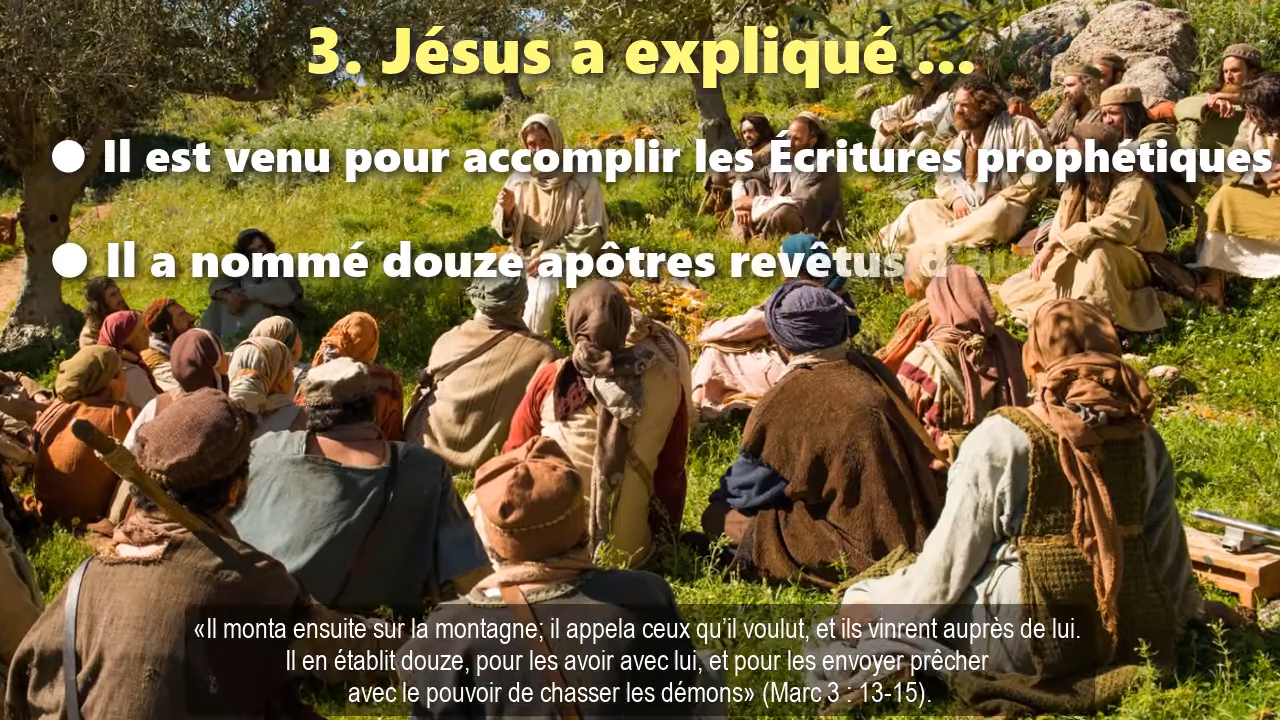 3. Jésus a expliqué ...
● Il est venu pour accomplir les Écritures prophétiques
● Il a nommé douze apôtres revêtus d'au
«Il monta ensuite sur la montagne; il appela ceux qu'il voulut, et ils vinrent auprès de lui.
Il en établit douze, pour les avoir avec lui, et pour les envoyer prêcher
avec le pouvoir de chasser les démons» (Marc 3 : 13-15).